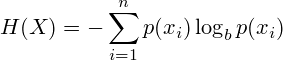 H(X) = -\sum_{i=1}^{n} p(x_i) \log_b p(x_i)